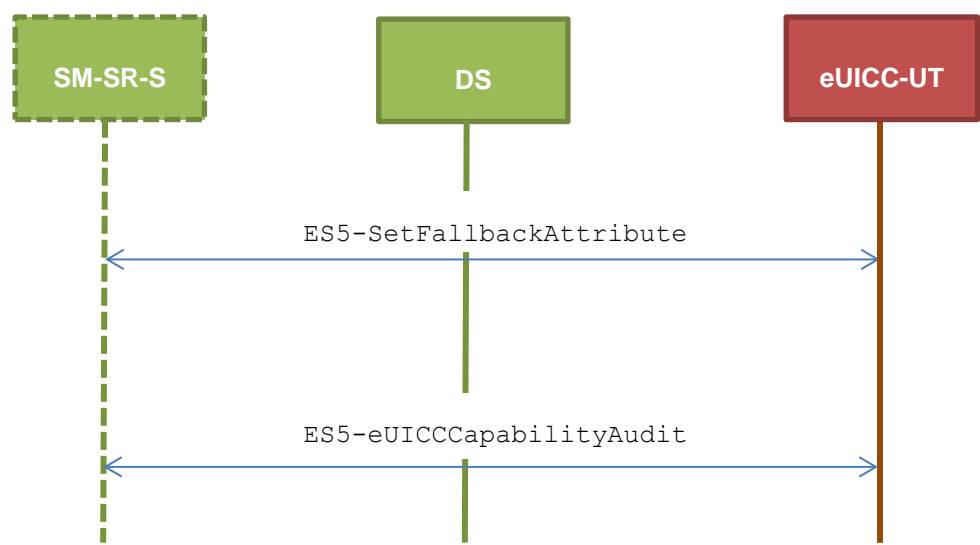 SM-SR-S
DS
eUICC-UT
ES5-SetFallbackAttribute
ES5-eUICCCapabilityAudit